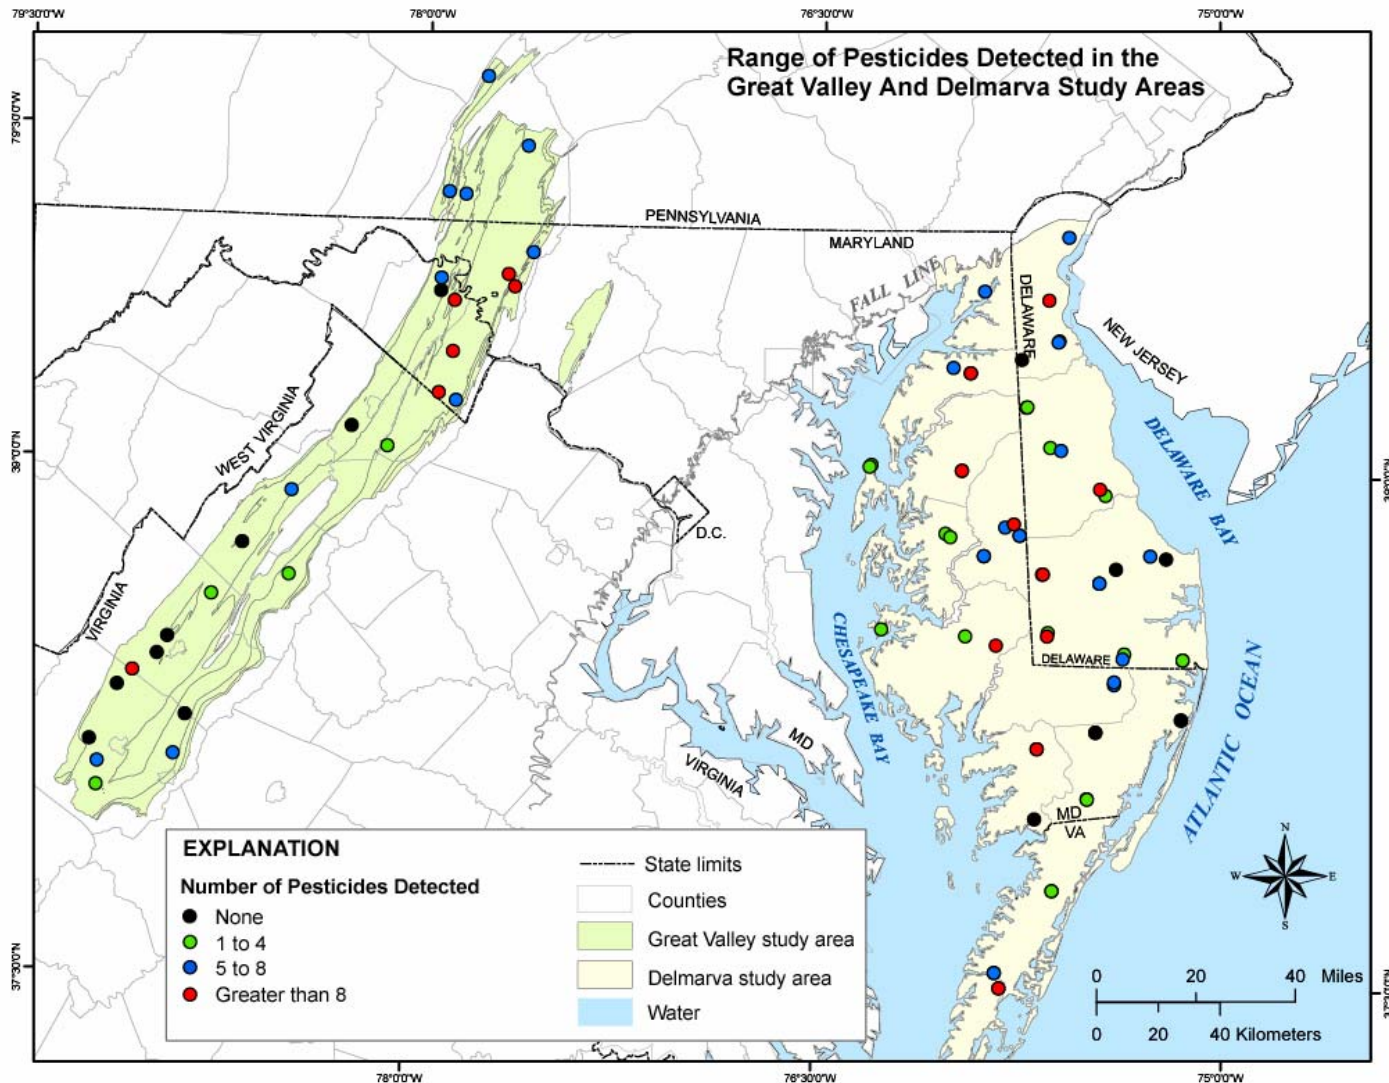 79°30'0"W
78°0'0"W
76°30'0"W
75°0'0"W
Range of Pesticides Detected in the
Great Valley And Delmarva Study Areas
79°30'0"W
PENNSYLVANIA
MARYLAND
FALL LINE
DELAWARE
NEW JERSEY
WEST VIRGINIA
DELAWARE BAY
39°0'0"N
D.C.
VIRGINIA
CHESAPEAKE BAY
DELAWARE
ATLANTIC OCEAN
MD
VIRGINIA
MD
VA
EXPLANATION
Number of Pesticides Detected
None
1 to 4
5 to 8
Greater than 8
State limits
Counties
Great Valley study area
Delmarva study area
Water
N
W
E
S
0 20 40 Miles
0 20 40 Kilometers
37°30'0"N
78°0'0"W
76°30'0"W
75°0'0"W